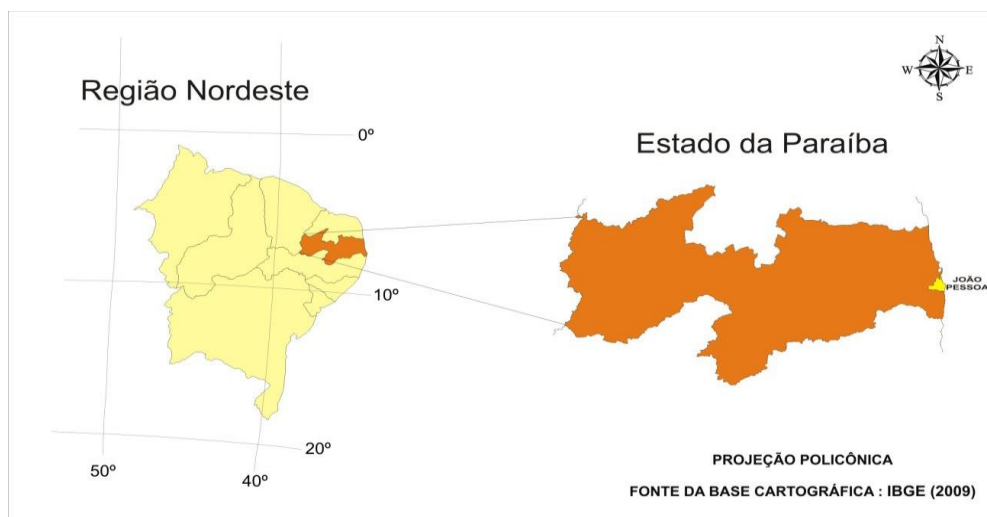 Região Nordeste
0º
10º
20º
50º
40º
N
W
E
S
Estado da Paraíba
JOÃO
PESSOA
PROJEÇÃO POLICÔNICA
FONTE DA BASE CARTOGRÁFICA : IBGE (2009)